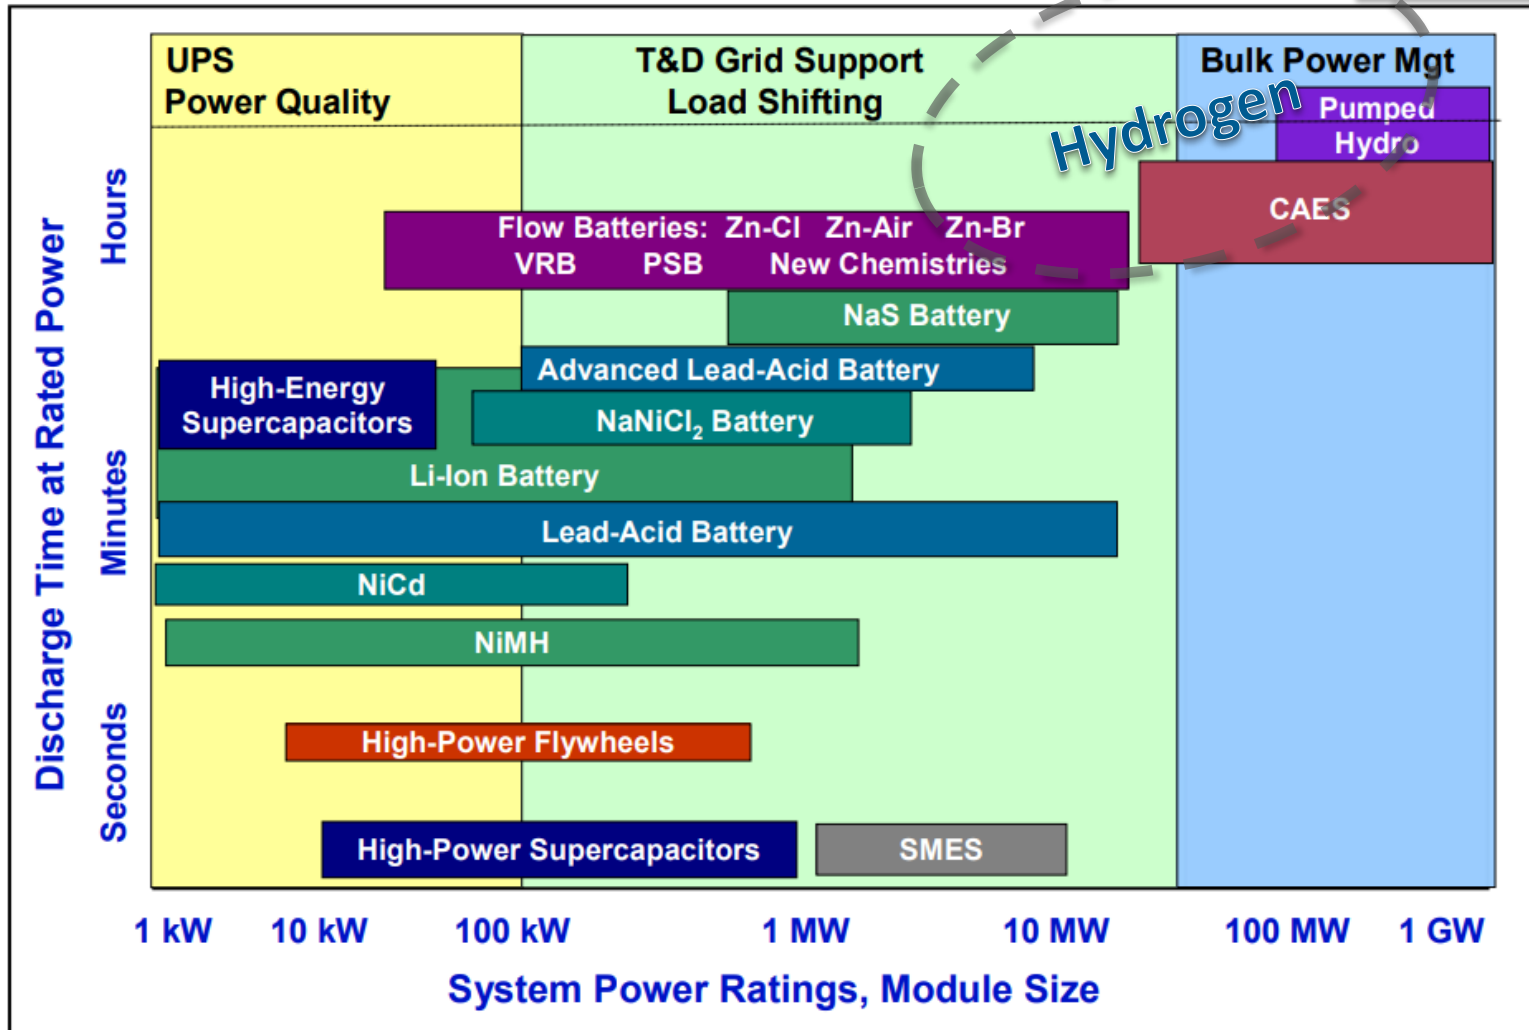 UPS
Power Quality
T&D Grid Support
Load Shifting
Bulk Power Mgt
Hydrogen
Pumped
Hydro
CAES
Flow Batteries: Zn-Cl Zn-Air Zn-Br
VRB PSB New Chemistries
NaS Battery
Advanced Lead-Acid Battery
High-Energy
Supercapacitors
NaNiCl₂ Battery
Li-Ion Battery
Lead-Acid Battery
NiCd
NiMH
High-Power Flywheels
High-Power Supercapacitors
SMES
Discharge Time at Rated Power
Hours
Minutes
Seconds
1 kW 10 kW 100 kW 1 MW 10 MW 100 MW 1 GW
System Power Ratings, Module Size